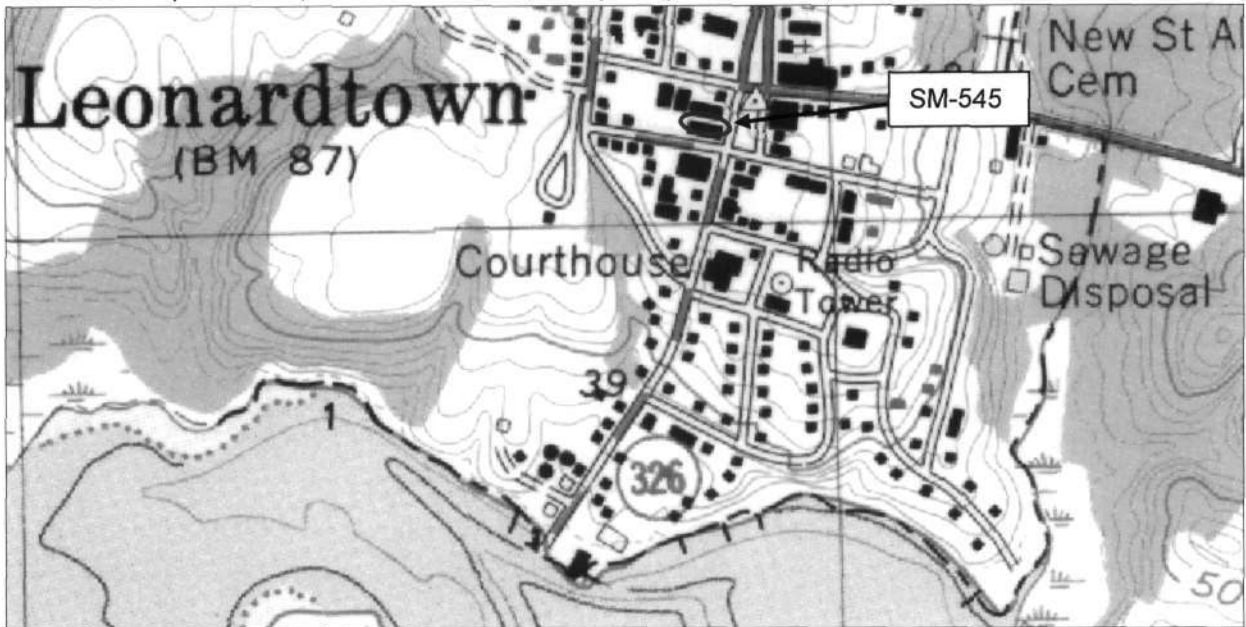 New St Al
Cem
SM-545
Leonardtown
(BM 87)
Courthouse
Radio
Tower
Sewage
Disposal
39
1
326
50